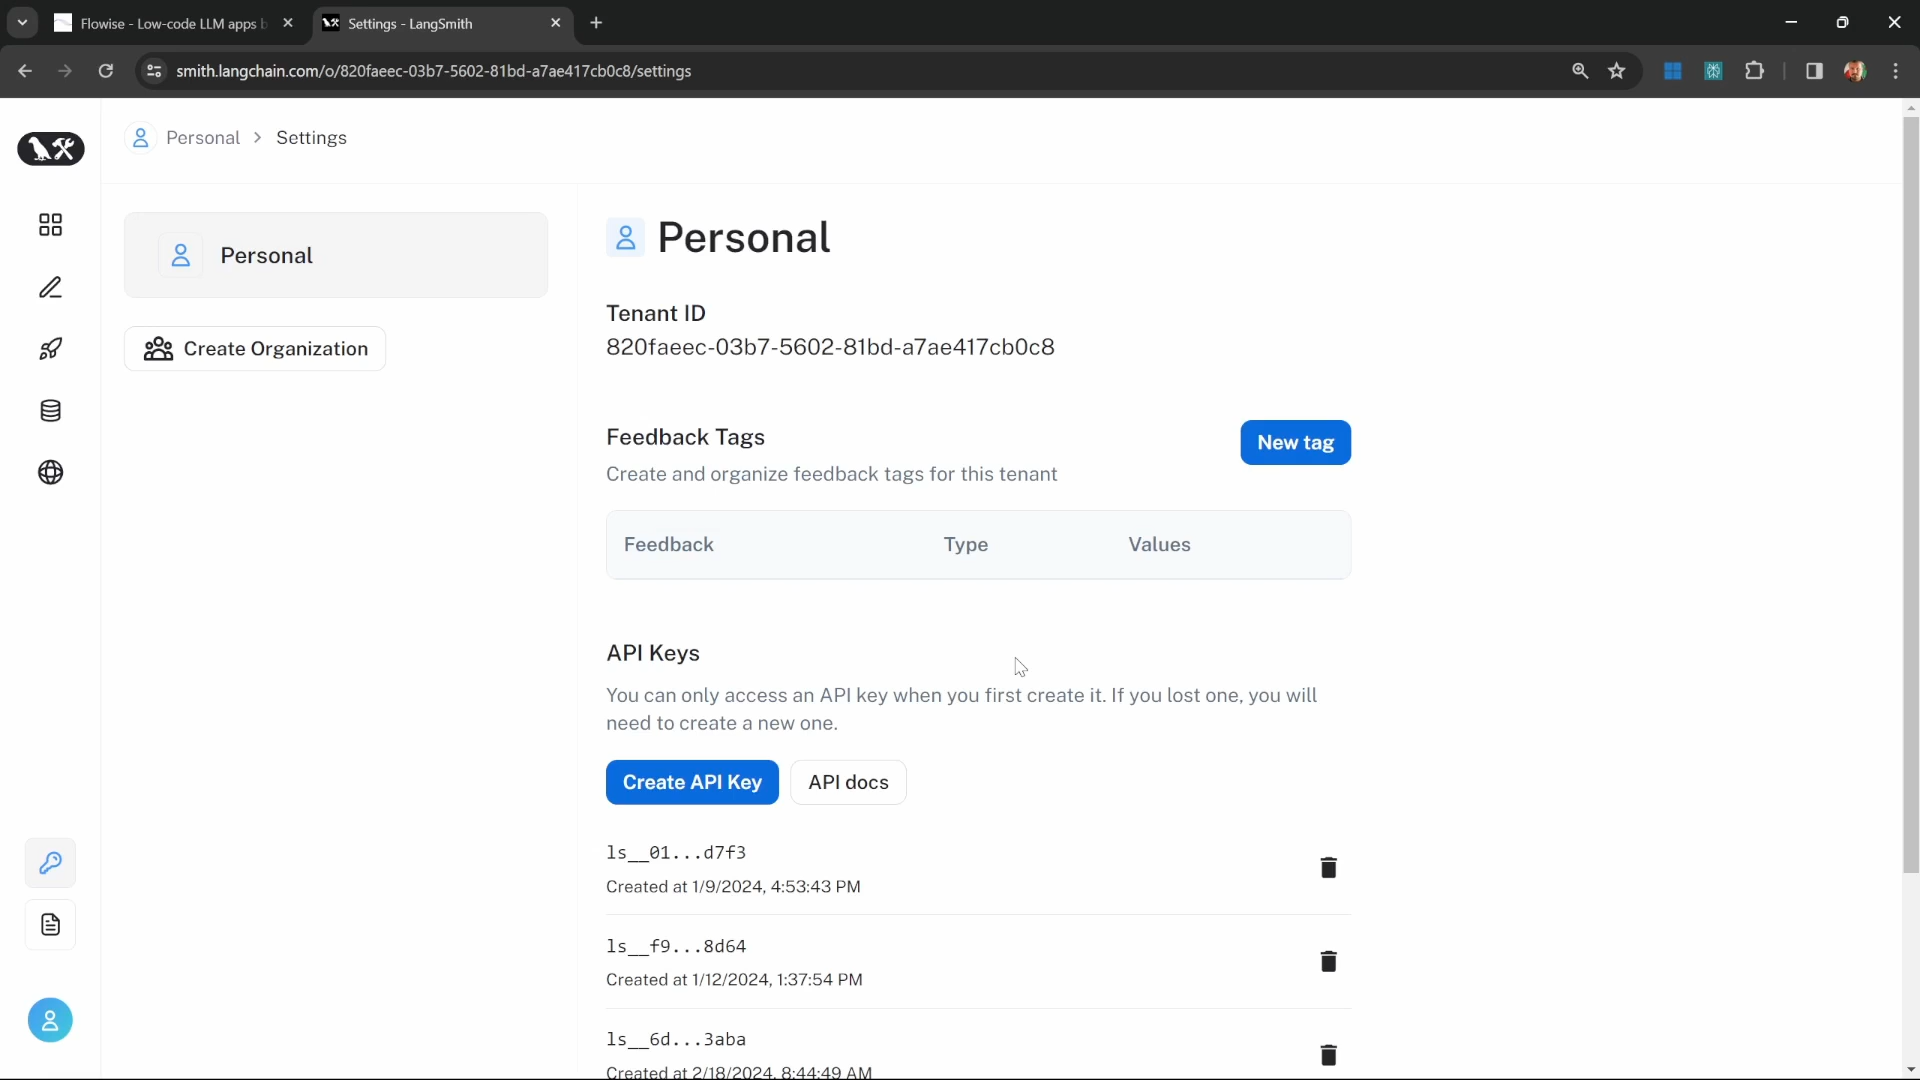 Flowise - Low-code LLM apps b
Settings - LangSmith
smith.langchain.com/o/820faeec-03b7-5602-81bd-a7ae417cb0c8/settings
Personal > Settings
Personal
Create Organization
Personal
Tenant ID
820faeec-03b7-5602-81bd-a7ae417cb0c8
Feedback Tags
New tag
Create and organize feedback tags for this tenant
Feedback Type Values
API Keys
You can only access an API key when you first create it. If you lost one, you will
need to create a new one.
Create API Key API docs
ls__01...d7f3
Created at 1/9/2024, 4:53:43 PM
ls__f9...8d64
Created at 1/12/2024, 1:37:54 PM
ls__6d...3aba
Created at 2/18/2024, 8:44:49 AM